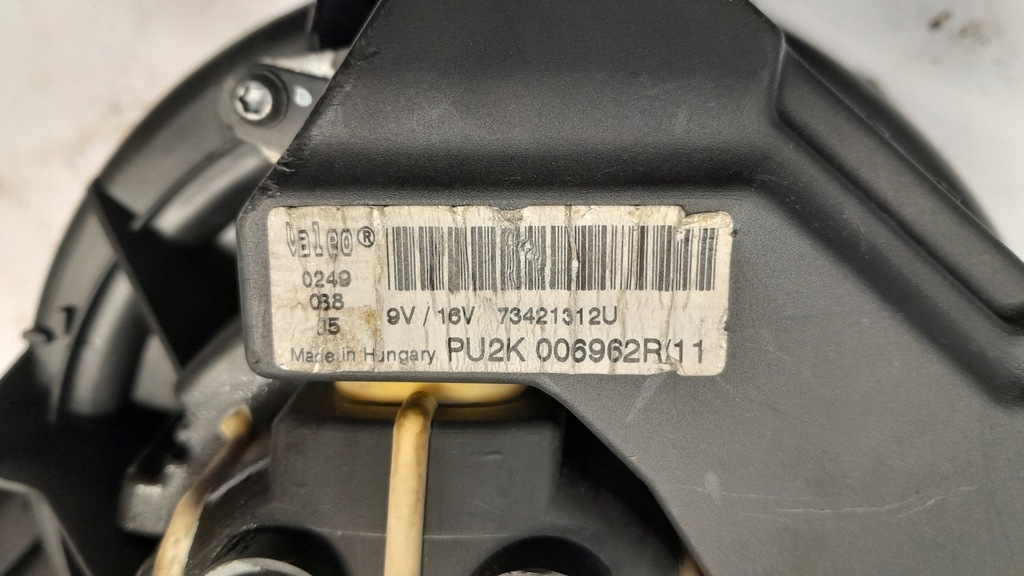 Valeo®
0249
038
05
9V / 16V 73421312U
Made in Hungary PU2K 006962R/11